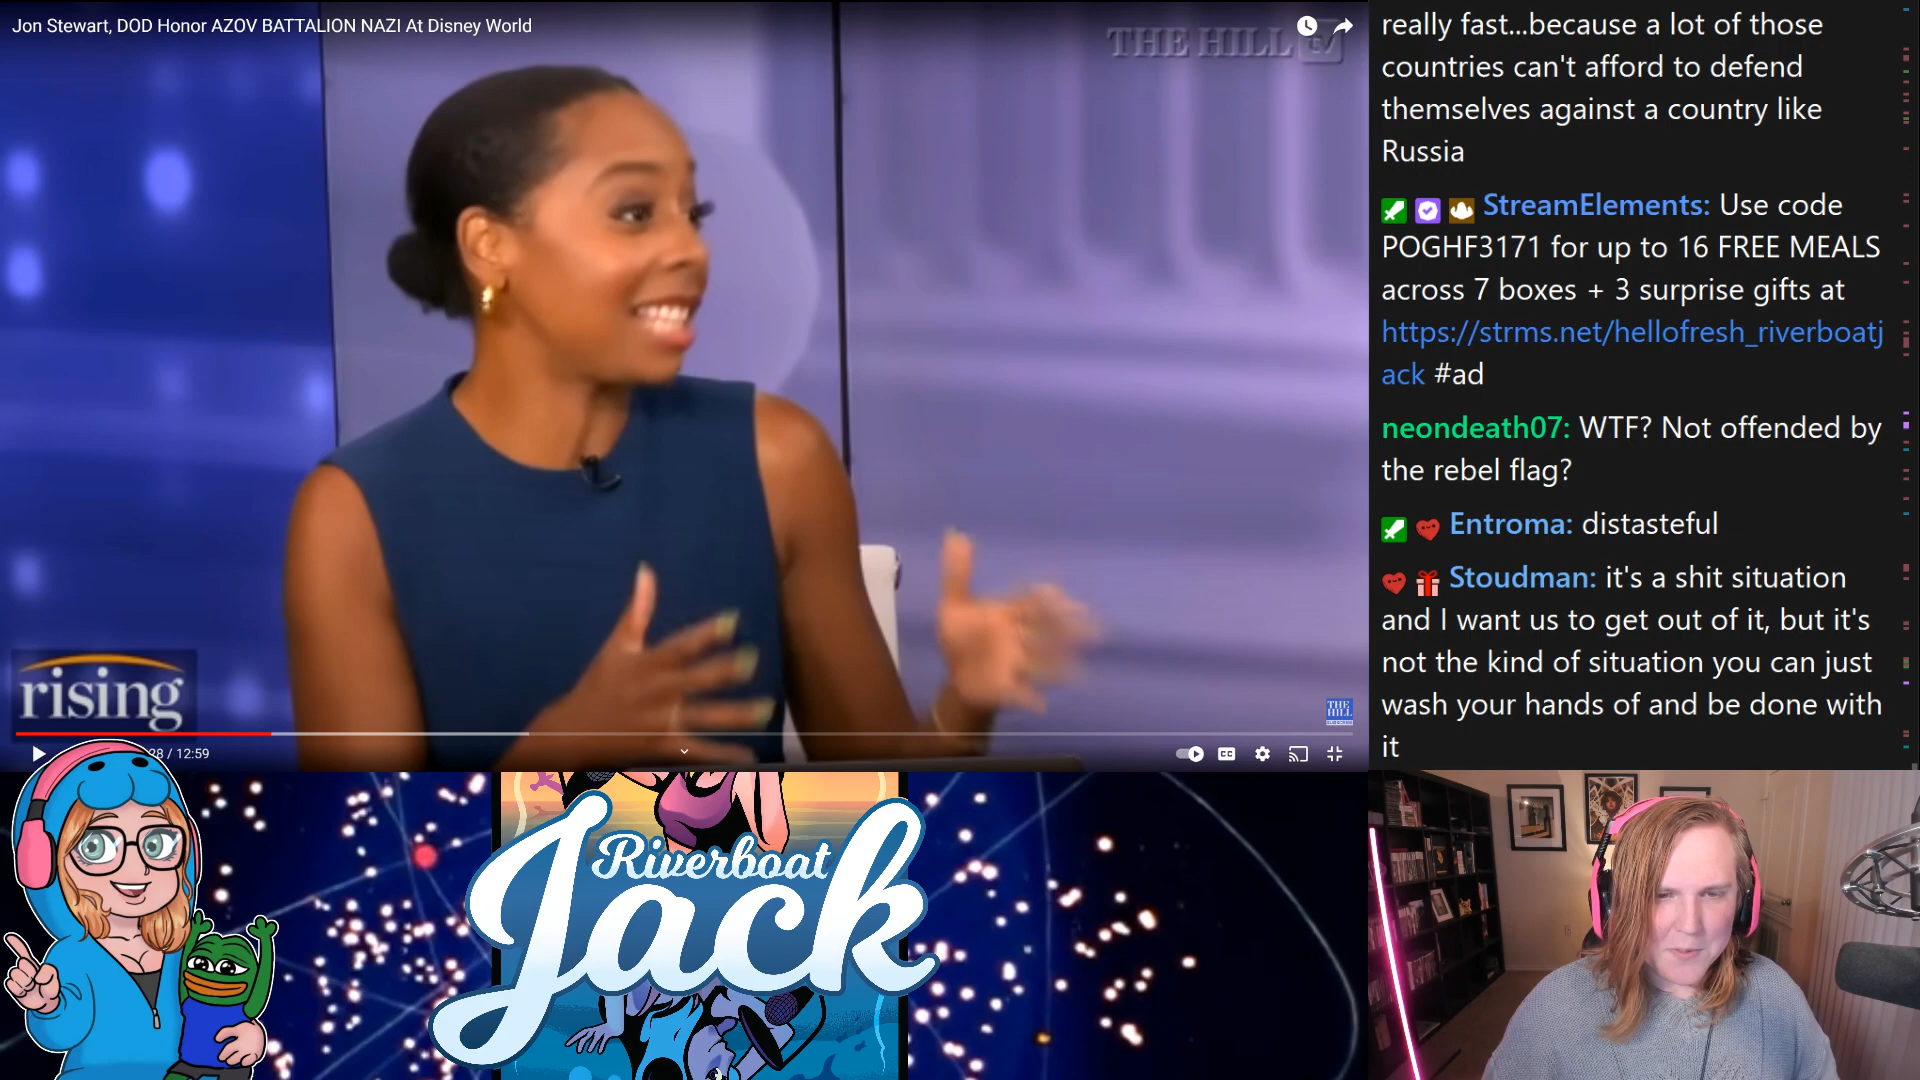 Jon Stewart, DOD Honor AZOV BATTALION NAZI At Disney World
THE HILL tv
rising
THE
HILL
28 / 12:59
CC
Riverboat
Jack
really fast...because a lot of those
countries can't afford to defend
themselves against a country like
Russia
StreamElements: Use code
POGHF3171 for up to 16 FREE MEALS
across 7 boxes + 3 surprise gifts at
https://strms.net/hellofresh_riverboatj
ack #ad
neondeath07: WTF? Not offended by
the rebel flag?
Entroma: distasteful
Stoudman: it's a shit situation
and I want us to get out of it, but it's
not the kind of situation you can just
wash your hands of and be done with
it